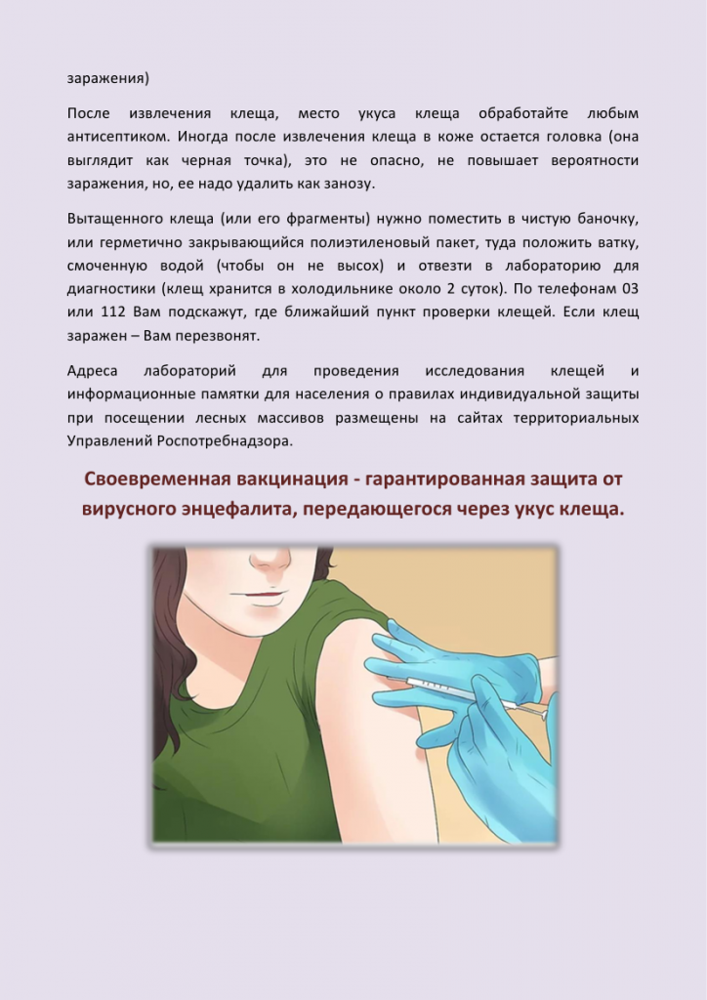 заражения)
После извлечения клеща, место укуса клеща обработайте любым
антисептиком. Иногда после извлечения клеща в коже остается головка (она
выглядит как черная точка), это не опасно, не повышает вероятности
заражения, но, ее надо удалить как занозу.
Вытащенного клеща (или его фрагменты) нужно поместить в чистую баночку,
или герметично закрывающийся полиэтиленовый пакет, туда положить ватку,
смоченную водой (чтобы он не высох) и отвезти в лабораторию для
диагностики (клещ хранится в холодильнике около 2 суток). По телефонам 03
или 112 Вам подскажут, где ближайший пункт проверки клещей. Если клещ
заражен – Вам перезвонят.
Адреса лабораторий для проведения исследования клещей и
информационные памятки для населения о правилах индивидуальной защиты
при посещении лесных массивов размещены на сайтах территориальных
Управлений Роспотребнадзора.
Своевременная вакцинация - гарантированная защита от
вирусного энцефалита, передающегося через укус клеща.